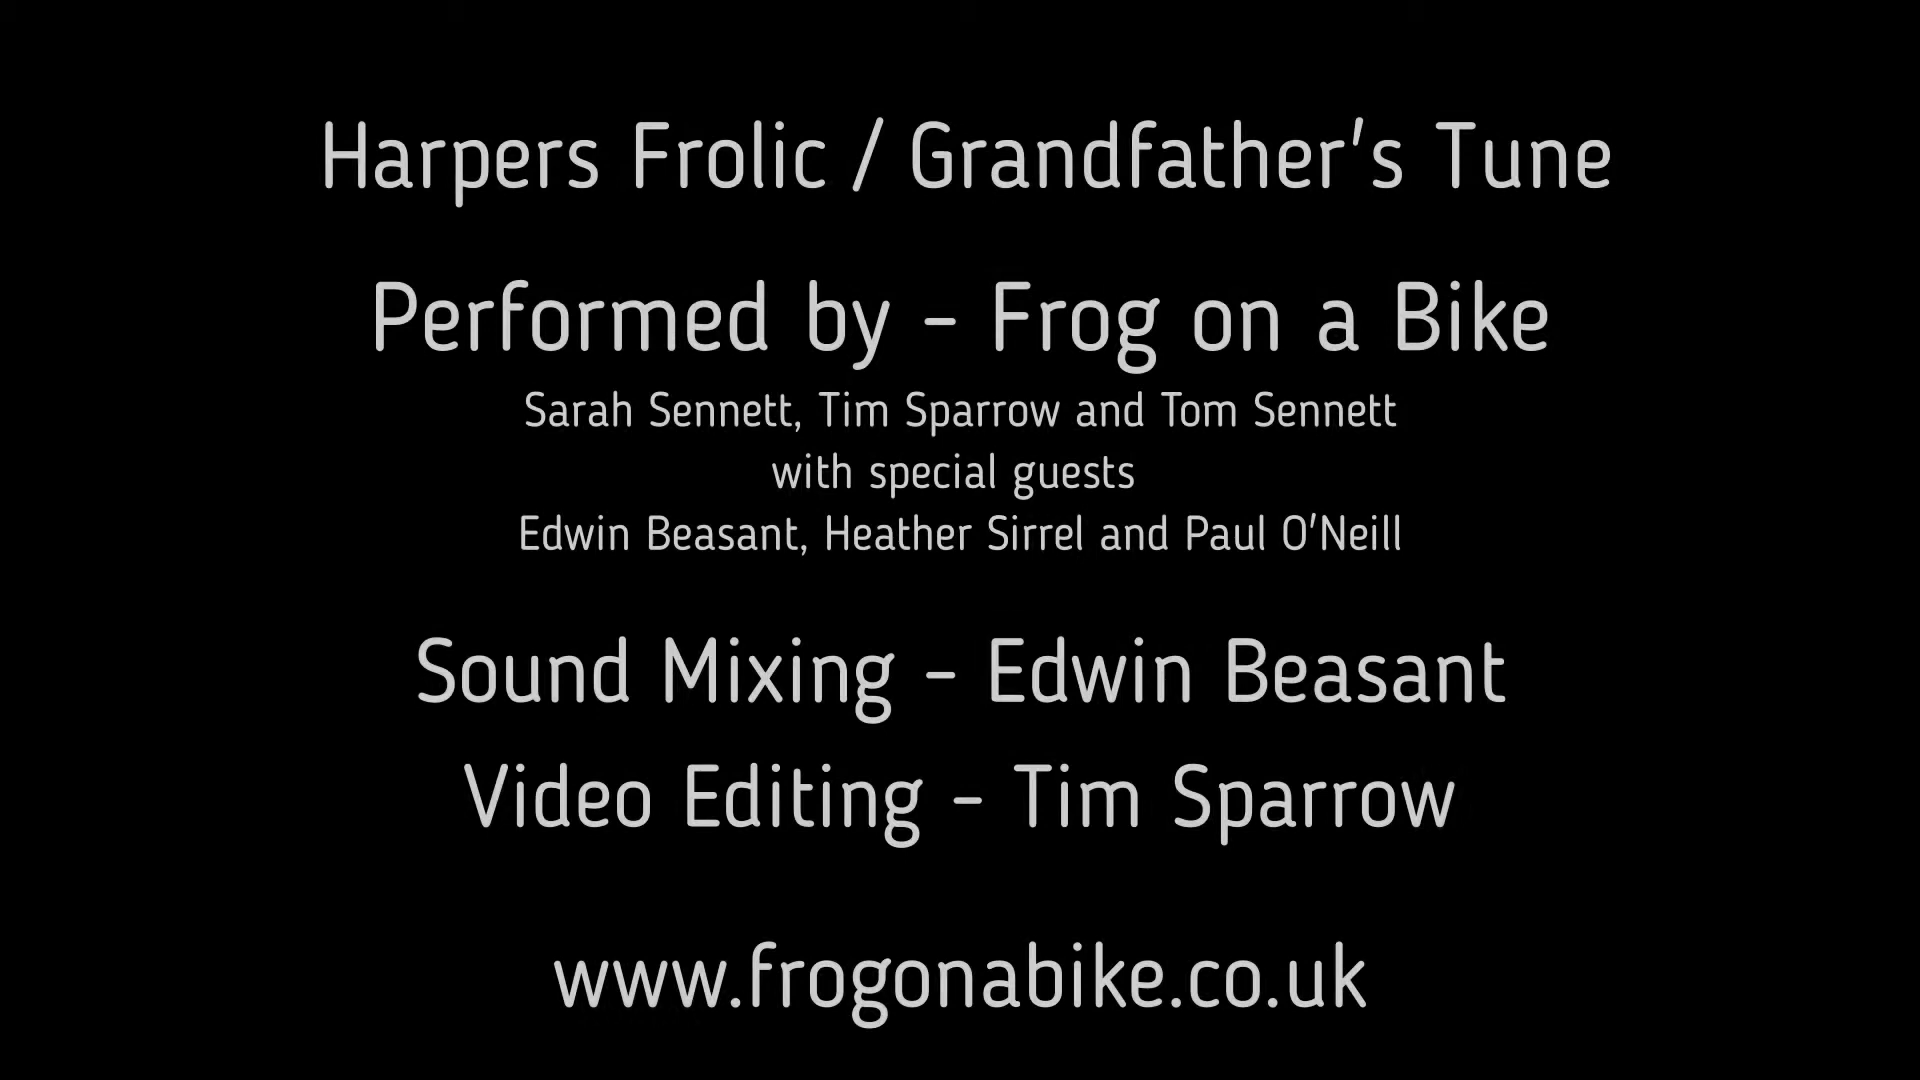 Harpers Frolic / Grandfather's Tune
Performed by - Frog on a Bike
Sarah Sennett, Tim Sparrow and Tom Sennett
with special guests
Edwin Beasant, Heather Sirrel and Paul O'Neill
Sound Mixing - Edwin Beasant
Video Editing - Tim Sparrow
www.frogonabike.co.uk